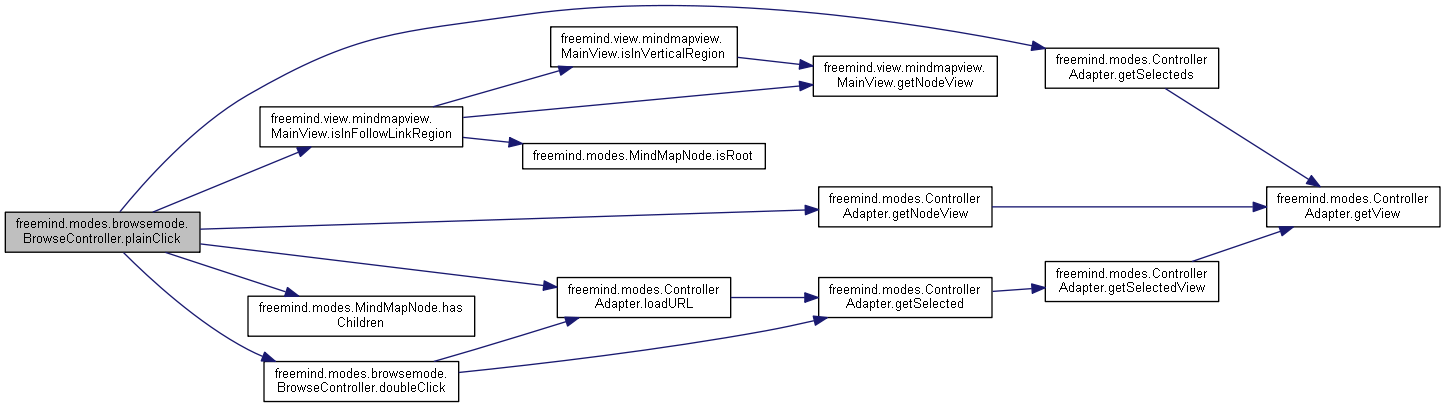 freemind.view.mindmapview.
MainView.isInVerticalRegion
freemind.modes.Controller
Adapter.getSelecteds
freemind.view.mindmapview.
MainView.getNodeView
freemind.view.mindmapview.
MainView.isInFollowLinkRegion
freemind.modes.MindMapNode.isRoot
freemind.modes.browsemode.
BrowseController.plainClick
freemind.modes.Controller
Adapter.getNodeView
freemind.modes.Controller
Adapter.getView
freemind.modes.Controller
Adapter.loadURL
freemind.modes.Controller
Adapter.getSelected
freemind.modes.Controller
Adapter.getSelectedView
freemind.modes.MindMapNode.has
Children
freemind.modes.browsemode.
BrowseController.doubleClick